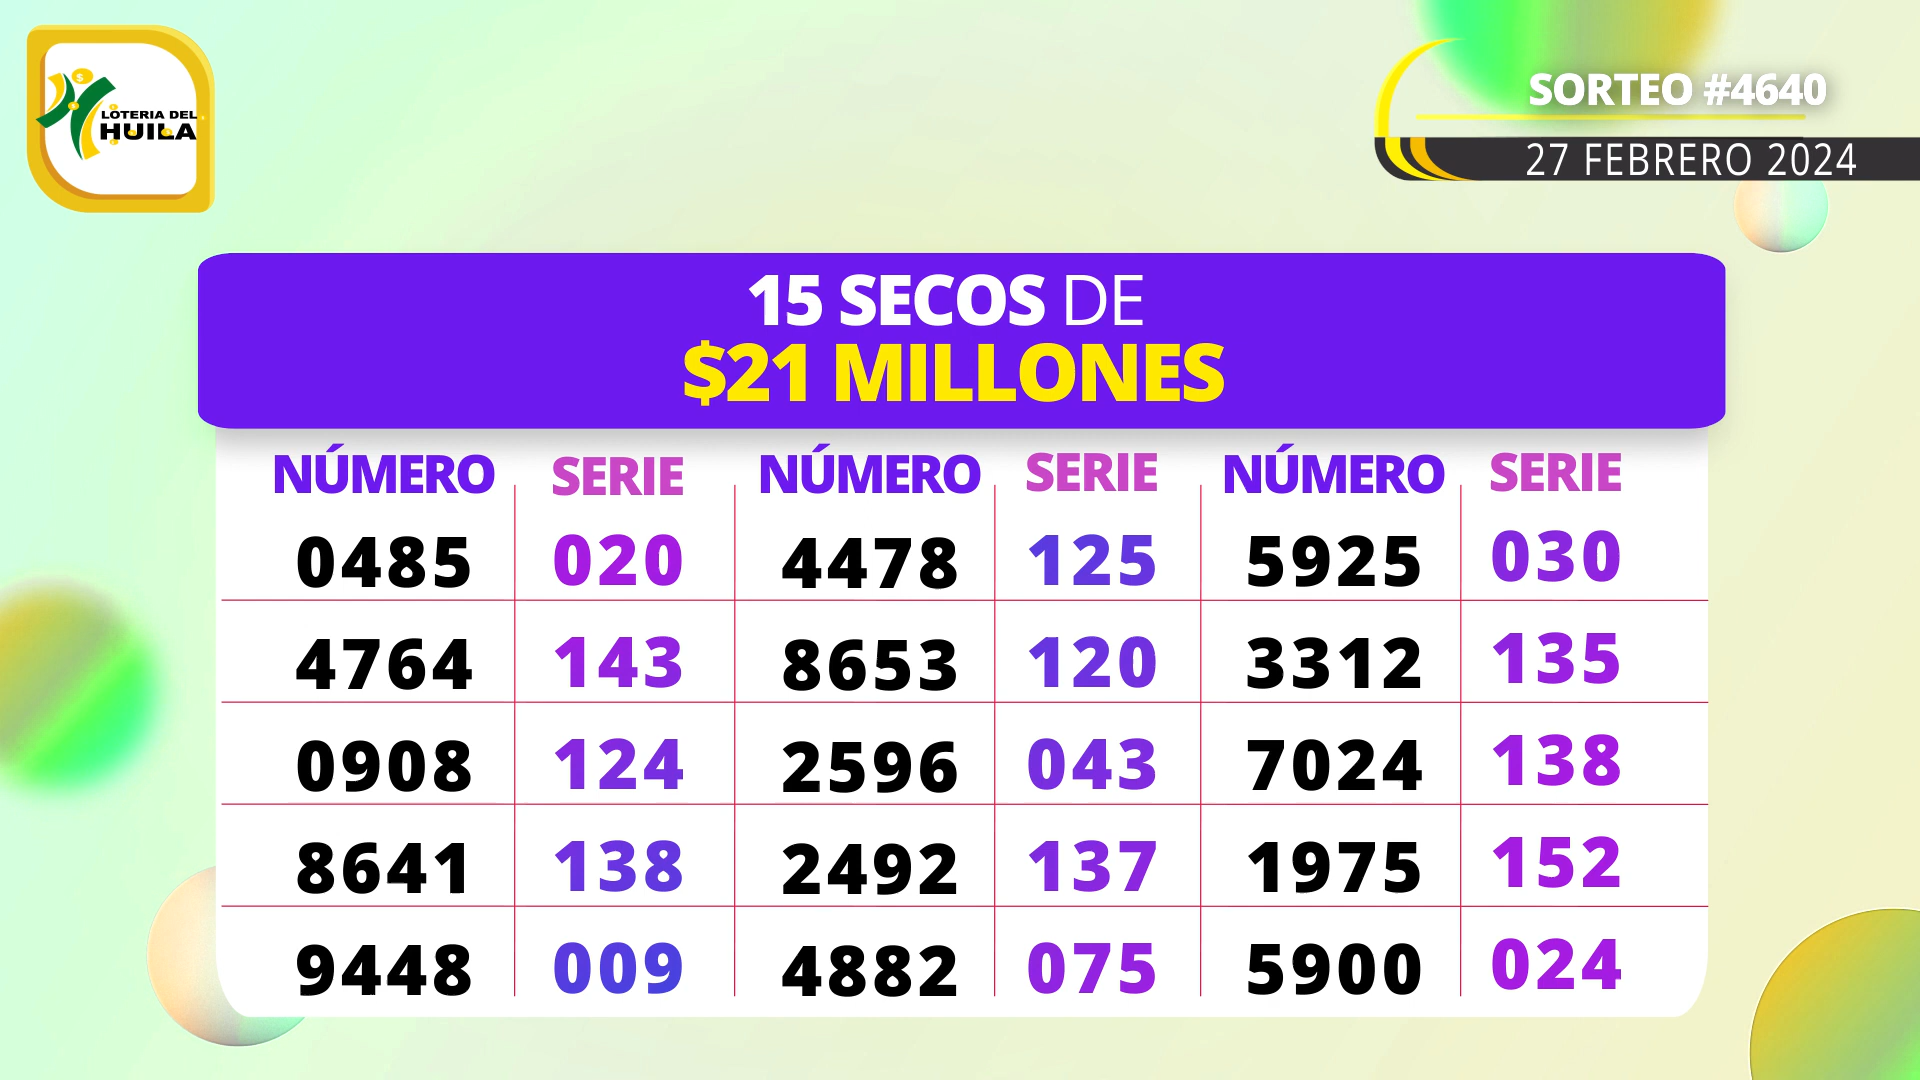 LOTERIA DEL
HUILA
SORTEO #4640
27 FEBRERO 2024
15 SECOS DE
$21 MILLONES
NÚMERO SERIE NÚMERO SERIE NÚMERO SERIE
0485 020 4478 125 5925 030
4764 143 8653 120 3312 135
0908 124 2596 043 7024 138
8641 138 2492 137 1975 152
9448 009 4882 075 5900 024